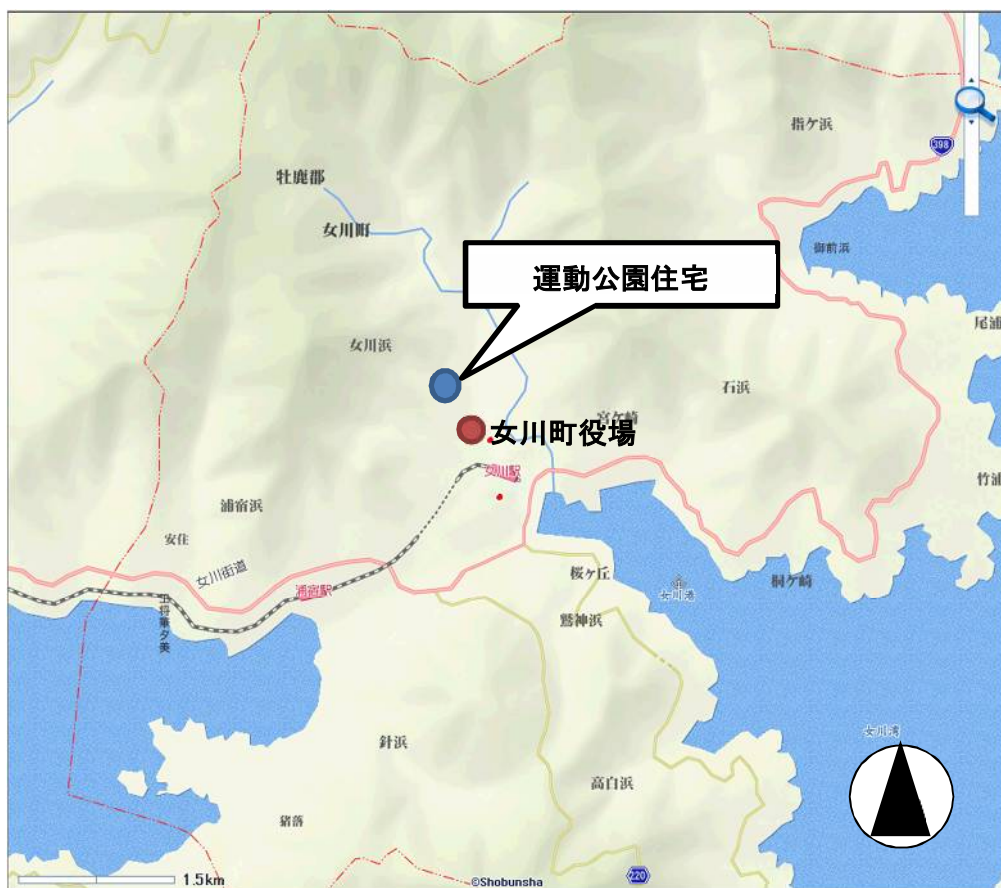 指ケ浜
398
牡鹿郡
女川町
御前浜
運動公園住宅
尾浦
女川浜
石浜
宮ケ崎
女川町役場
女川駅
竹浦
浦宿浜
安住
女川街道
桜ケ丘
桐ケ崎
女川港
鷲神浜
女川湾
針浜
高白浜
猪落
220
1.5km
©Shobunsha